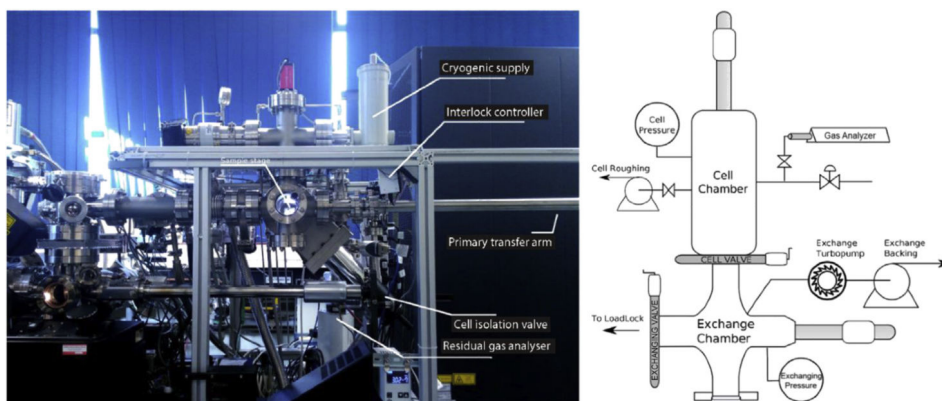 Cryogenic supply
Interlock controller
Sample stage
Primary transfer arm
Cell isolation valve
Residual gas analyser
Cell
Pressure
Gas Analyzer
Cell Roughing
Cell
Chamber
CELL VALVE
Exchange
Turbopump
Exchange
Backing
EXCHANGING VALVE
To LoadLock
Exchange
Chamber
Exchanging
Pressure